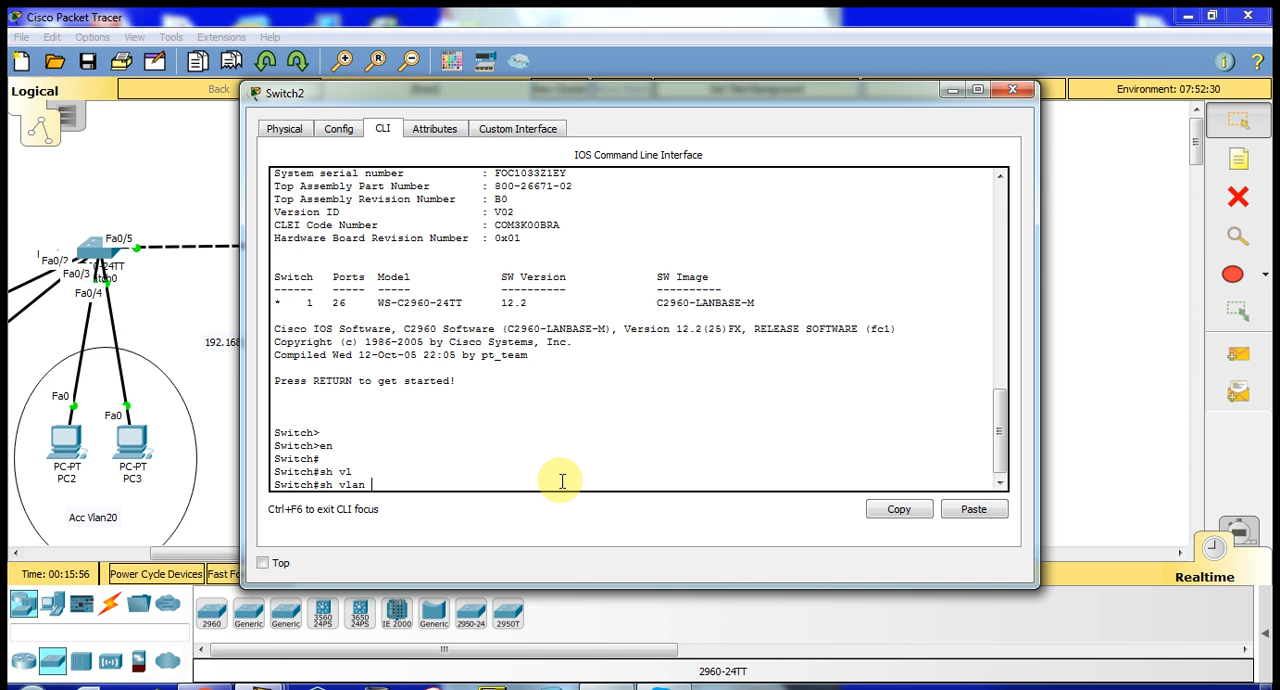 Cisco Packet Tracer
File Edit Options View Tools Extensions Help
Logical
Back
Environment: 07:52:30
Switch2
Physical Config CLI Attributes Custom Interface
IOS Command Line Interface
System serial number : FOC1033Z1EY
Top Assembly Part Number : 800-26671-02
Top Assembly Revision Number : B0
Version ID : V02
CLEI Code Number : COM3K00BRA
Hardware Board Revision Number : 0x01
Switch Ports Model SW Version SW Image
------ ----- ----- ---------- ----------
* 1 26 WS-C2960-24TT 12.2 C2960-LANBASE-M
Cisco IOS Software, C2960 Software (C2960-LANBASE-M), Version 12.2(25)FX, RELEASE SOFTWARE (fc1)
Copyright (c) 1986-2005 by Cisco Systems, Inc.
Compiled Wed 12-Oct-05 22:05 by pt_team
Press RETURN to get started!
Switch>
Switch>en
Switch#
Switch#sh vl
Switch#sh vlan
Ctrl+F6 to exit CLI focus
Copy Paste
Top
Fa0/5
Fa0/2
Fa0/3
Fa0/4
192.168
Fa0
Fa0
PC-PT
PC2
PC-PT
PC3
Acc Vlan20
Time: 00:15:56 Power Cycle Devices Fast Fo
Realtime
2960 Generic Generic 3560 24PS 3650 24PS IE 2000 Generic 2950-24 2950T
2960-24TT